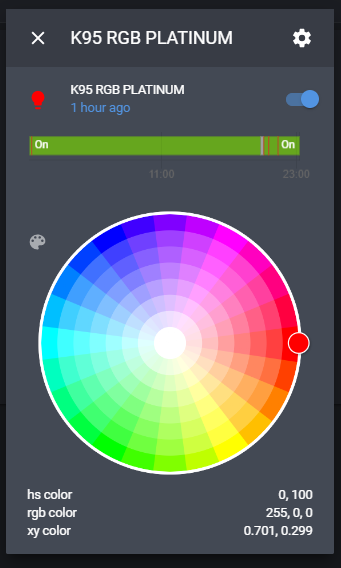 K95 RGB PLATINUM
K95 RGB PLATINUM
1 hour ago
On On
11:00 23:00
hs color 0, 100
rgb color 255, 0, 0
xy color 0.701, 0.299